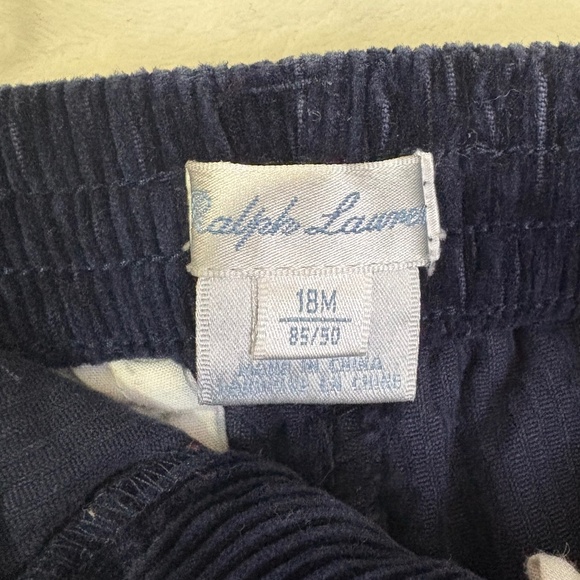 Ralph Lauren
18M
85/50
MADE IN CHINA
FABRIQUÉ EN CHINE